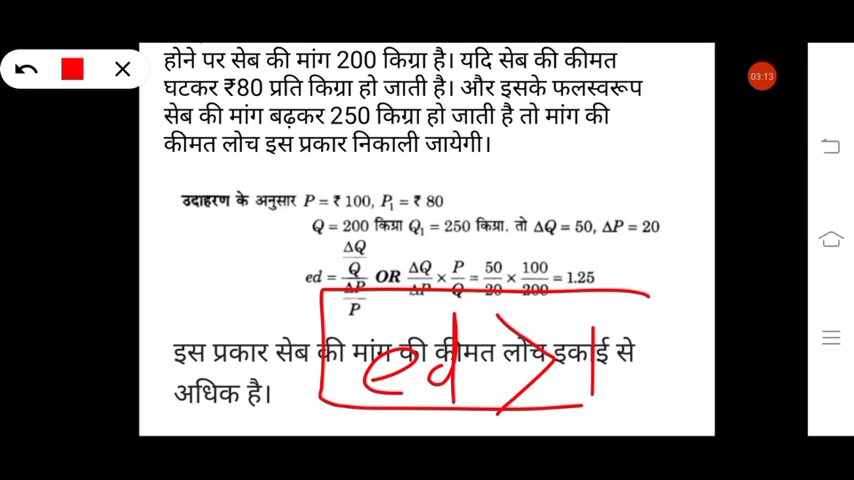 03:13
होने पर सेब की मांग 200 किग्रा है। यदि सेब की कीमत
घटकर ₹80 प्रति किग्रा हो जाती है। और इसके फलस्वरूप
सेब की मांग बढ़कर 250 किग्रा हो जाती है तो मांग की
कीमत लोच इस प्रकार निकाली जायेगी।
उदाहरण के अनुसार P = ₹ 100, P₁ = ₹ 80
Q = 200 किग्रा Q₁ = 250 किग्रा. तो ΔQ = 50, ΔP = 20
ed = ΔQ/Q / ΔP/P OR ΔQ/ΔP × P/Q = 50/20 × 100/200 = 1.25
इस प्रकार सेब की मांग की कीमत लोच इकाई से
अधिक है।
ed > 1